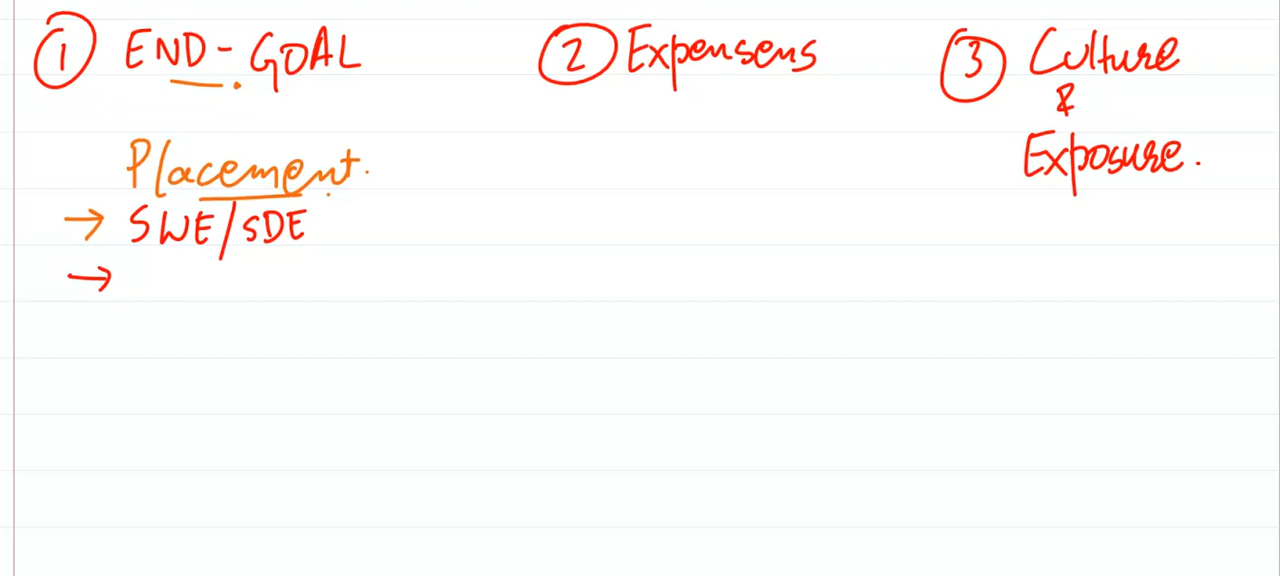 ① END-GOAL
Placement.
→ SWE/SDE
→
② Expensens
③ Culture
&
Exposure.